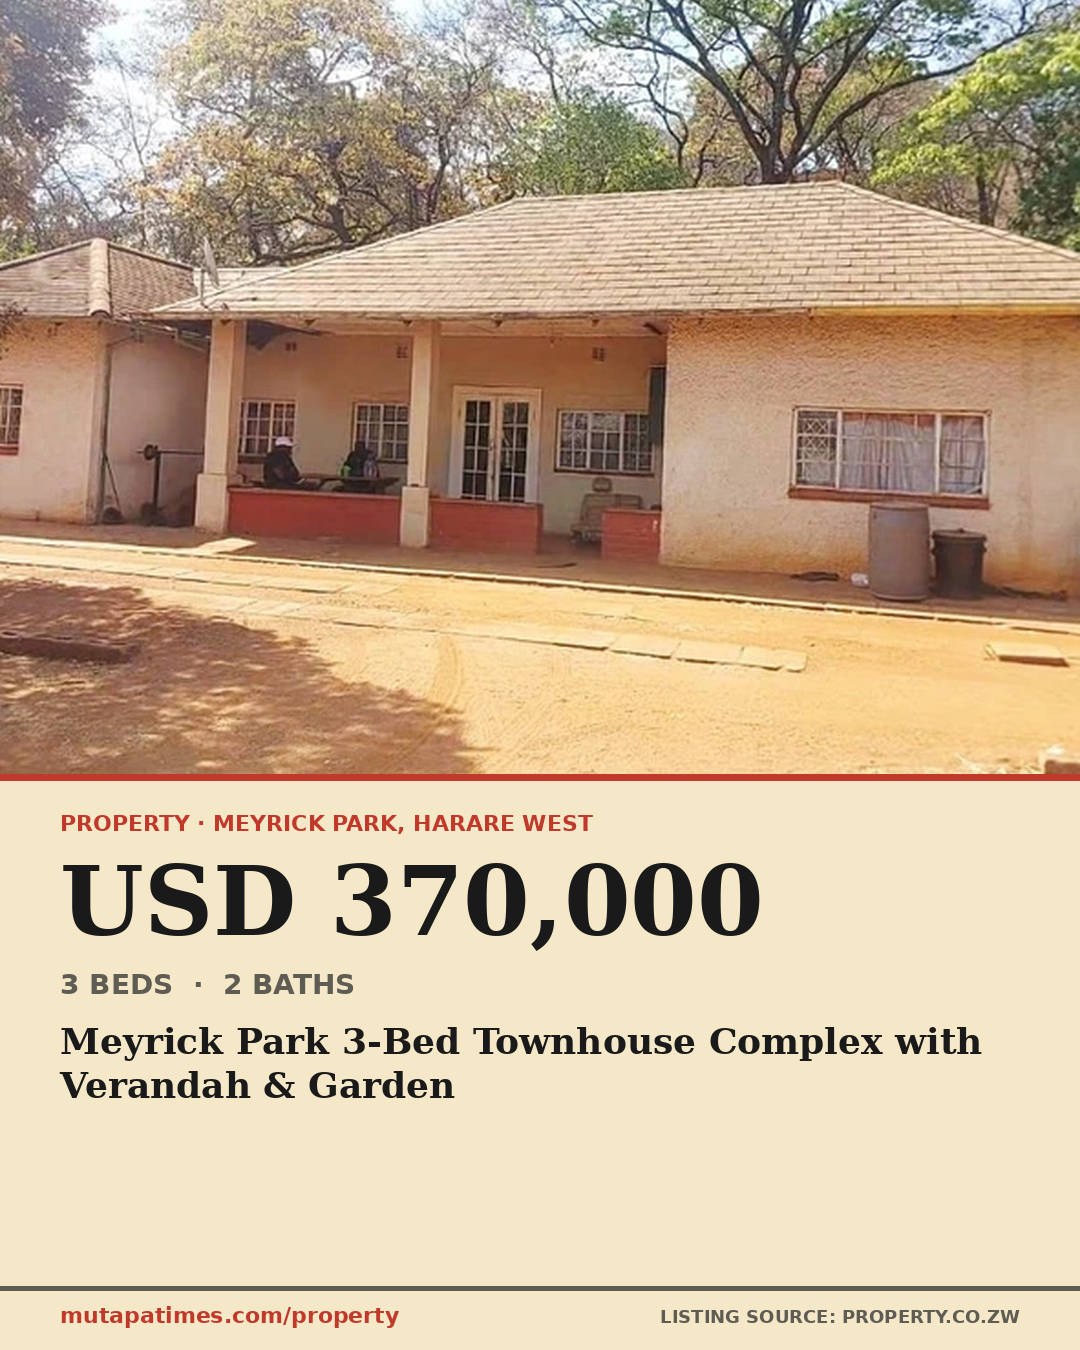 PROPERTY · MEYRICK PARK, HARARE WEST
USD 370,000
3 BEDS · 2 BATHS
Meyrick Park 3-Bed Townhouse Complex with
Verandah & Garden
mutapatimes.com/property
LISTING SOURCE: PROPERTY.CO.ZW